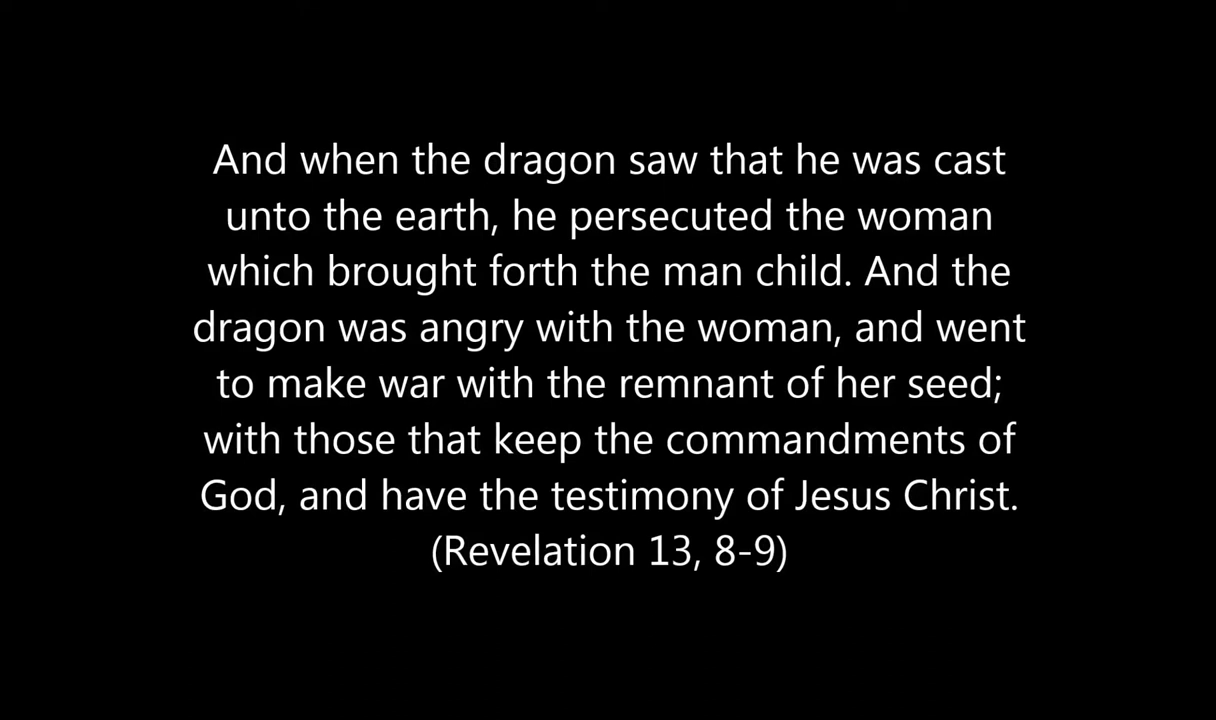 And when the dragon saw that he was cast
unto the earth, he persecuted the woman
which brought forth the man child. And the
dragon was angry with the woman, and went
to make war with the remnant of her seed;
with those that keep the commandments of
God, and have the testimony of Jesus Christ.
(Revelation 13, 8-9)